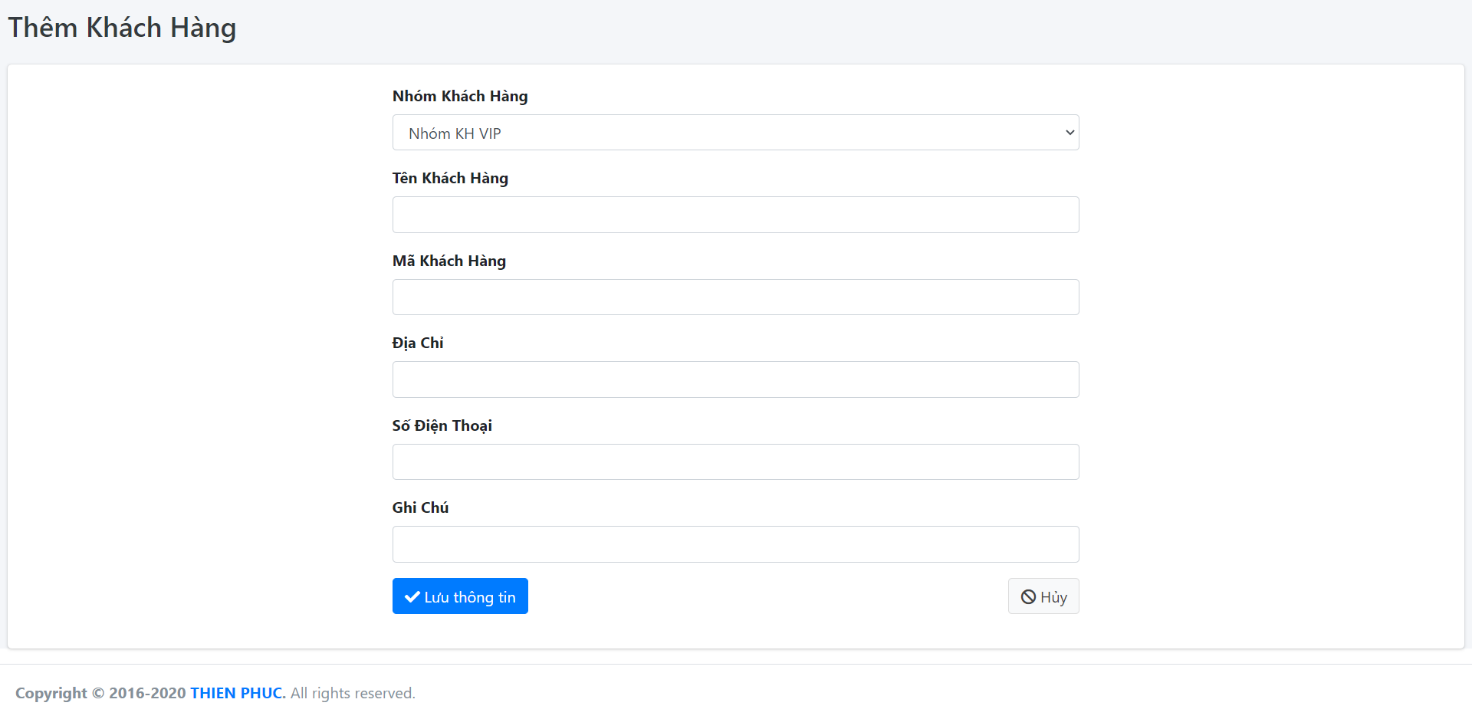 Thêm Khách Hàng
Nhóm Khách Hàng
Nhóm KH VIP
Tên Khách Hàng
Mã Khách Hàng
Địa Chỉ
Số Điện Thoại
Ghi Chú
Lưu thông tin
Hủy
Copyright © 2016-2020 THIEN PHUC. All rights reserved.